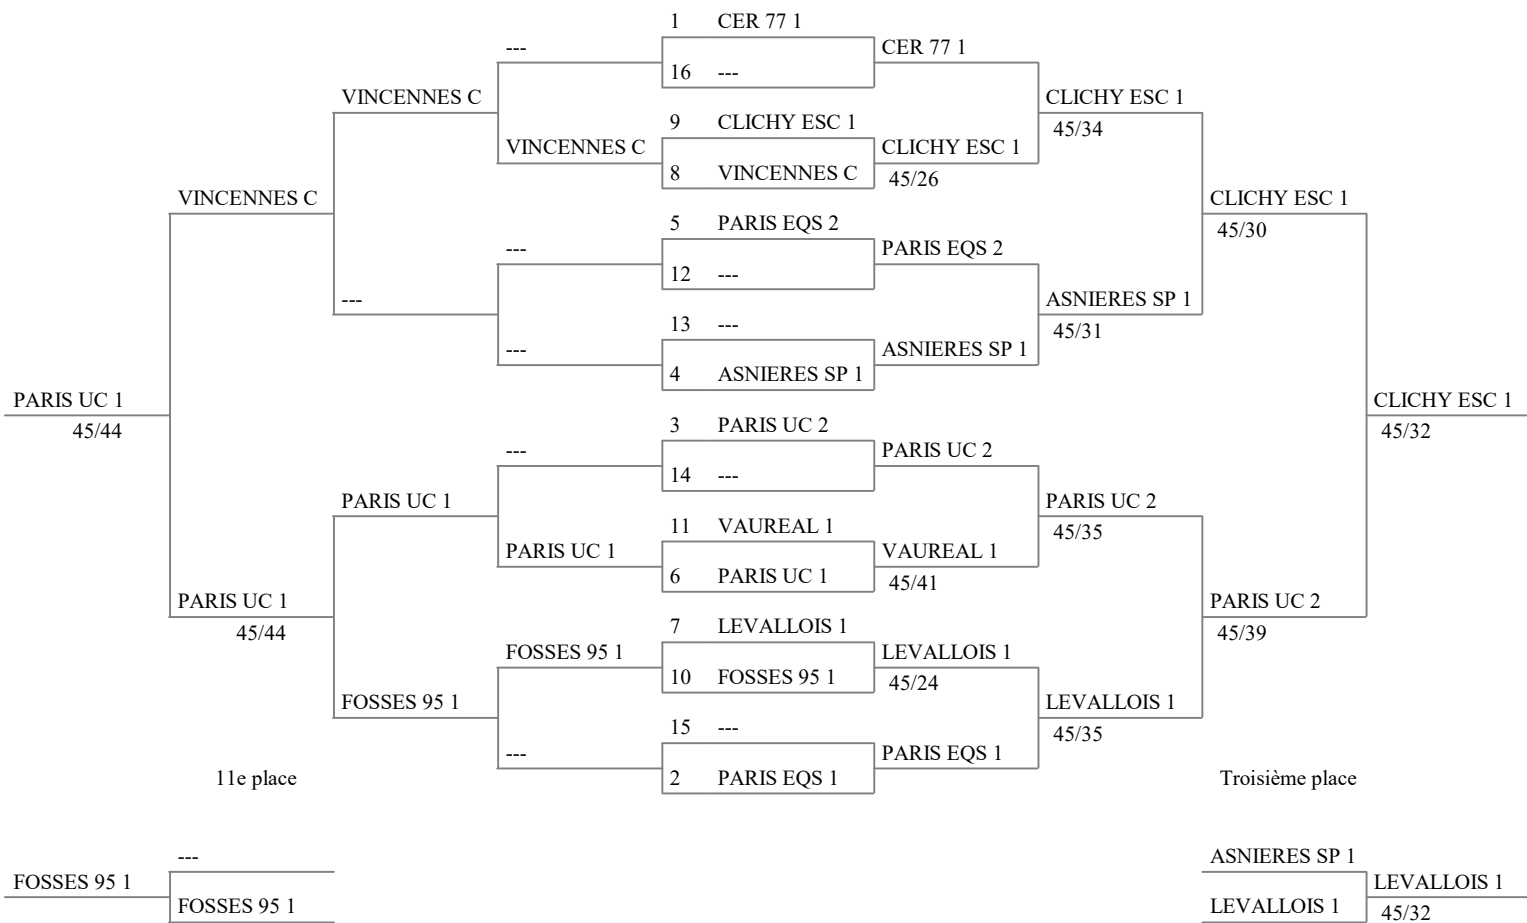 1 CER 77 1
--- CER 77 1
16 ---
VINCENNES C CLICHY ESC 1
9 CLICHY ESC 1 45/34
VINCENNES C CLICHY ESC 1
8 VINCENNES C 45/26
VINCENNES C CLICHY ESC 1
5 PARIS EQS 2 45/30
--- PARIS EQS 2
12 ---
--- ASNIERES SP 1
13 --- 45/31
--- ASNIERES SP 1
4 ASNIERES SP 1
PARIS UC 1 CLICHY ESC 1
45/44 3 PARIS UC 2 45/32
--- PARIS UC 2
14 ---
PARIS UC 1 PARIS UC 2
11 VAUREAL 1 45/35
PARIS UC 1 VAUREAL 1
6 PARIS UC 1 45/41
PARIS UC 1 PARIS UC 2
45/44 7 LEVALLOIS 1 45/39
FOSSES 95 1 LEVALLOIS 1
10 FOSSES 95 1 45/24
FOSSES 95 1 LEVALLOIS 1
15 --- 45/35
--- PARIS EQS 1
11e place 2 PARIS EQS 1 Troisième place
--- ASNIERES SP 1
FOSSES 95 1 LEVALLOIS 1
FOSSES 95 1 LEVALLOIS 1 45/32